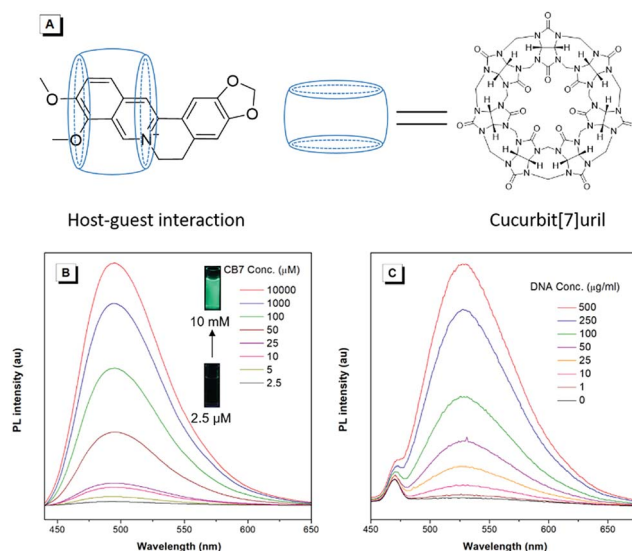 A
Host-guest interaction
Cucurbit[7]uril
B
CB7 Conc. (μM)
10000
1000
100
50
25
10
5
2.5
10 mM
2.5 μM
PL intensity (au)
450
500
550
600
650
Wavelength (nm)
C
DNA Conc. (μg/ml)
500
250
100
50
25
10
1
0
PL intensity (au)
450
500
550
600
650
Wavelength (nm)